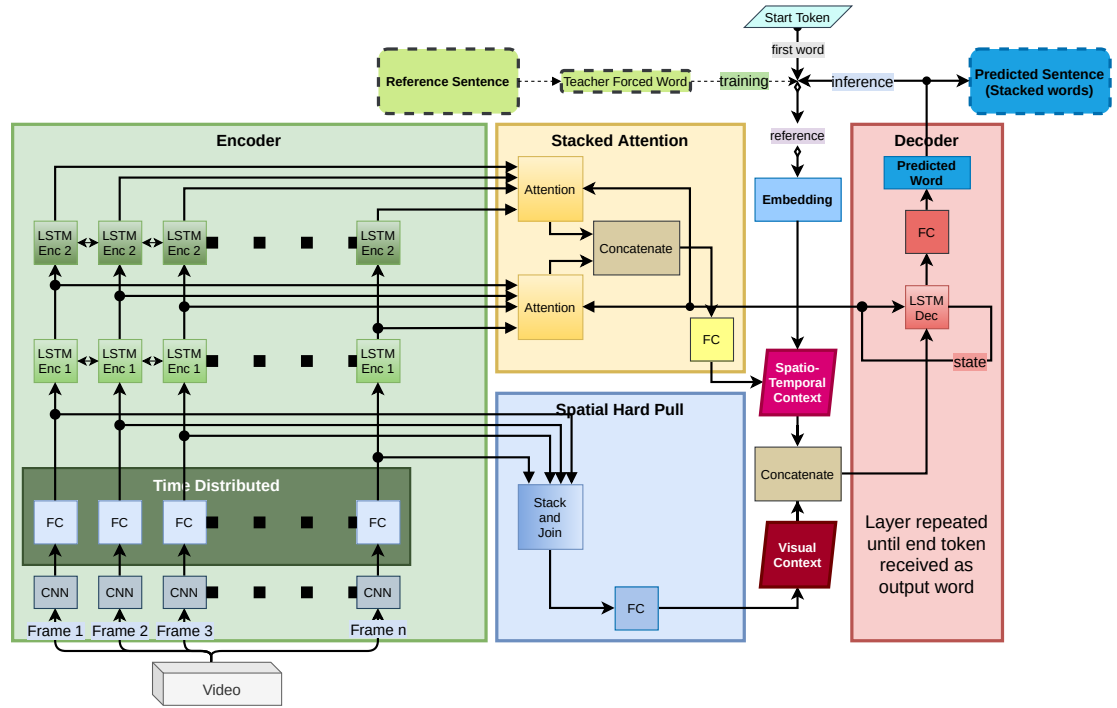 Start Token
first word
Reference Sentence
Teacher Forced Word
training
inference
Predicted Sentence
(Stacked words)
reference
Encoder
Stacked Attention
Decoder
Attention
Predicted
Word
Embedding
LSTM
Enc 2
LSTM
Enc 2
LSTM
Enc 2
LSTM
Enc 2
Concatenate
FC
Attention
LSTM
Dec
FC
state
LSTM
Enc 1
LSTM
Enc 1
LSTM
Enc 1
LSTM
Enc 1
Spatio-
Temporal
Context
Spatial Hard Pull
Concatenate
Time Distributed
FC
FC
FC
FC
Stack
and
Join
Visual
Context
Layer repeated
until end token
received as
output word
CNN
CNN
CNN
CNN
FC
Frame 1
Frame 2
Frame 3
Frame n
Video